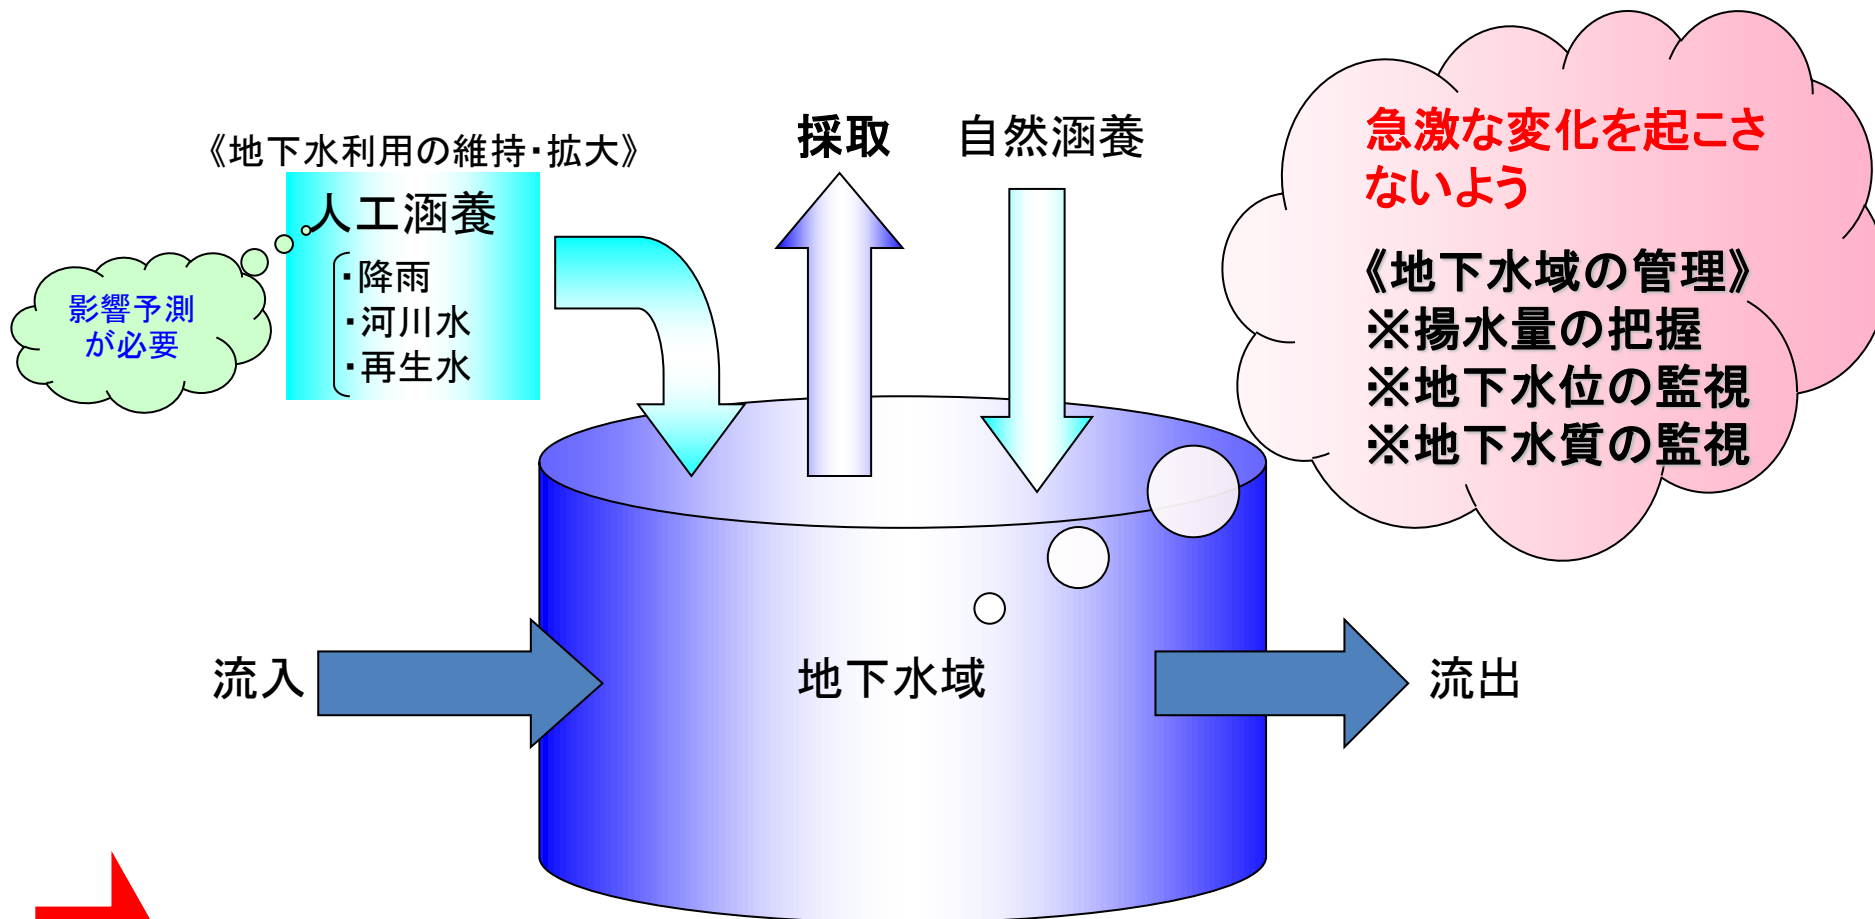 《地下水利用の維持・拡大》
人工涵養
・降雨
・河川水
・再生水
影響予測
が必要
採取
自然涵養
急激な変化を起こさ
ないよう
《地下水域の管理》
※揚水量の把握
※地下水位の監視
※地下水質の監視
流入
地下水域
流出